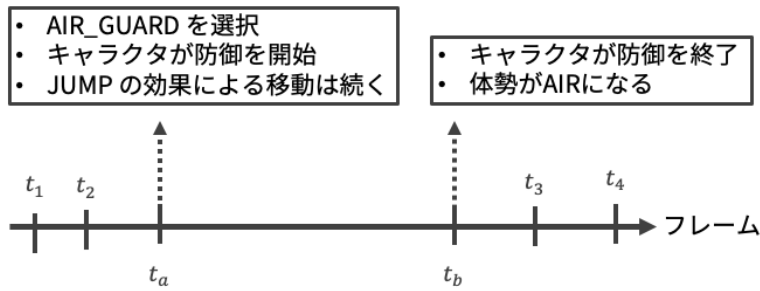 • AIR_GUARD を選択
• キャラクタが防御を開始
• JUMP の効果による移動は続く
• キャラクタが防御を終了
• 体勢がAIRになる
t₁
t₂
t₃
t₄
フレーム
tₐ
t_b